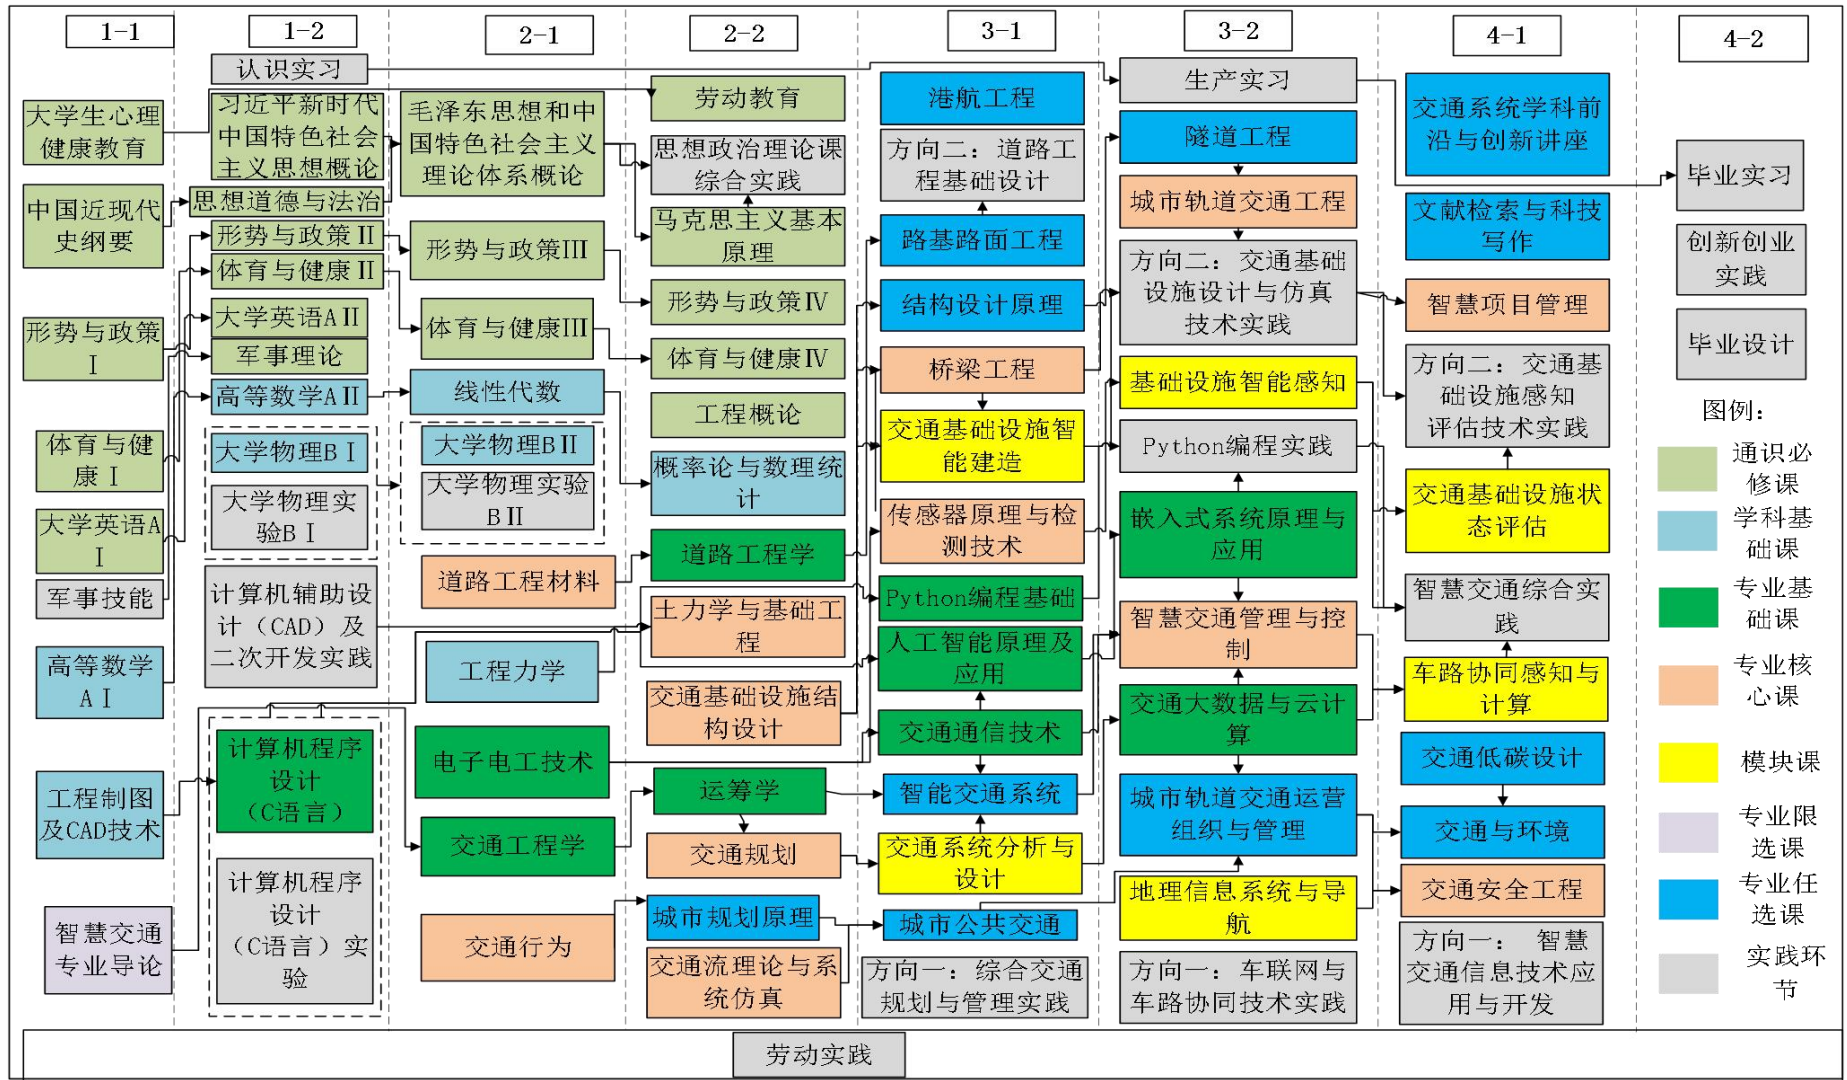 1-1
1-2
2-1
2-2
3-1
3-2
4-1
4-2
大学生心理
健康教育
中国近现代
史纲要
形势与政策
Ⅰ
体育与健
康Ⅰ
大学英语A
Ⅰ
军事技能
高等数学
AⅠ
工程制图
及CAD技术
智慧交通
专业导论
认识实习
习近平新时代
中国特色社会
主义思想概论
思想道德与法治
形势与政策Ⅱ
体育与健康Ⅱ
大学英语AⅡ
军事理论
高等数学AⅡ
大学物理BⅠ
大学物理实
验BⅠ
计算机辅助设
计（CAD）及
二次开发实践
计算机程序
设计
（C语言）
计算机程序
设计
（C语言）实
验
毛泽东思想和中
国特色社会主义
理论体系概论
形势与政策Ⅲ
体育与健康Ⅲ
线性代数
大学物理BⅡ
大学物理实验
BⅡ
道路工程材料
工程力学
电子电工技术
交通工程学
交通行为
劳动教育
思想政治理论课
综合实践
马克思主义基本
原理
形势与政策Ⅳ
体育与健康Ⅳ
工程概论
概率论与数理统
计
道路工程学
土力学与基础工
程
交通基础设施结
构设计
运筹学
交通规划
城市规划原理
交通流理论与系
统仿真
港航工程
方向二：道路工
程基础设计
路基路面工程
结构设计原理
桥梁工程
交通基础设施智
能建造
传感器原理与检
测技术
Python编程基础
人工智能原理及
应用
交通通信技术
智能交通系统
交通系统分析与
设计
城市公共交通
方向一：综合交通
规划与管理实践
生产实习
隧道工程
城市轨道交通工程
方向二：交通基础
设施设计与仿真
技术实践
基础设施智能感知
Python编程实践
嵌入式系统原理与
应用
智慧交通管理与控
制
交通大数据与云计
算
城市轨道交通运营
组织与管理
地理信息系统与导
航
方向一：车联网与
车路协同技术实践
交通系统学科前
沿与创新讲座
文献检索与科技
写作
智慧项目管理
方向二：交通基
础设施感知
评估技术实践
交通基础设施状
态评估
智慧交通综合实
践
车路协同感知与
计算
交通低碳设计
交通与环境
交通安全工程
方向一： 智慧
交通信息技术应
用与开发
毕业实习
创新创业
实践
毕业设计
图例：
通识必
修课
学科基
础课
专业基
础课
专业核
心课
模块课
专业限
选课
专业任
选课
实践环
节
劳动实践